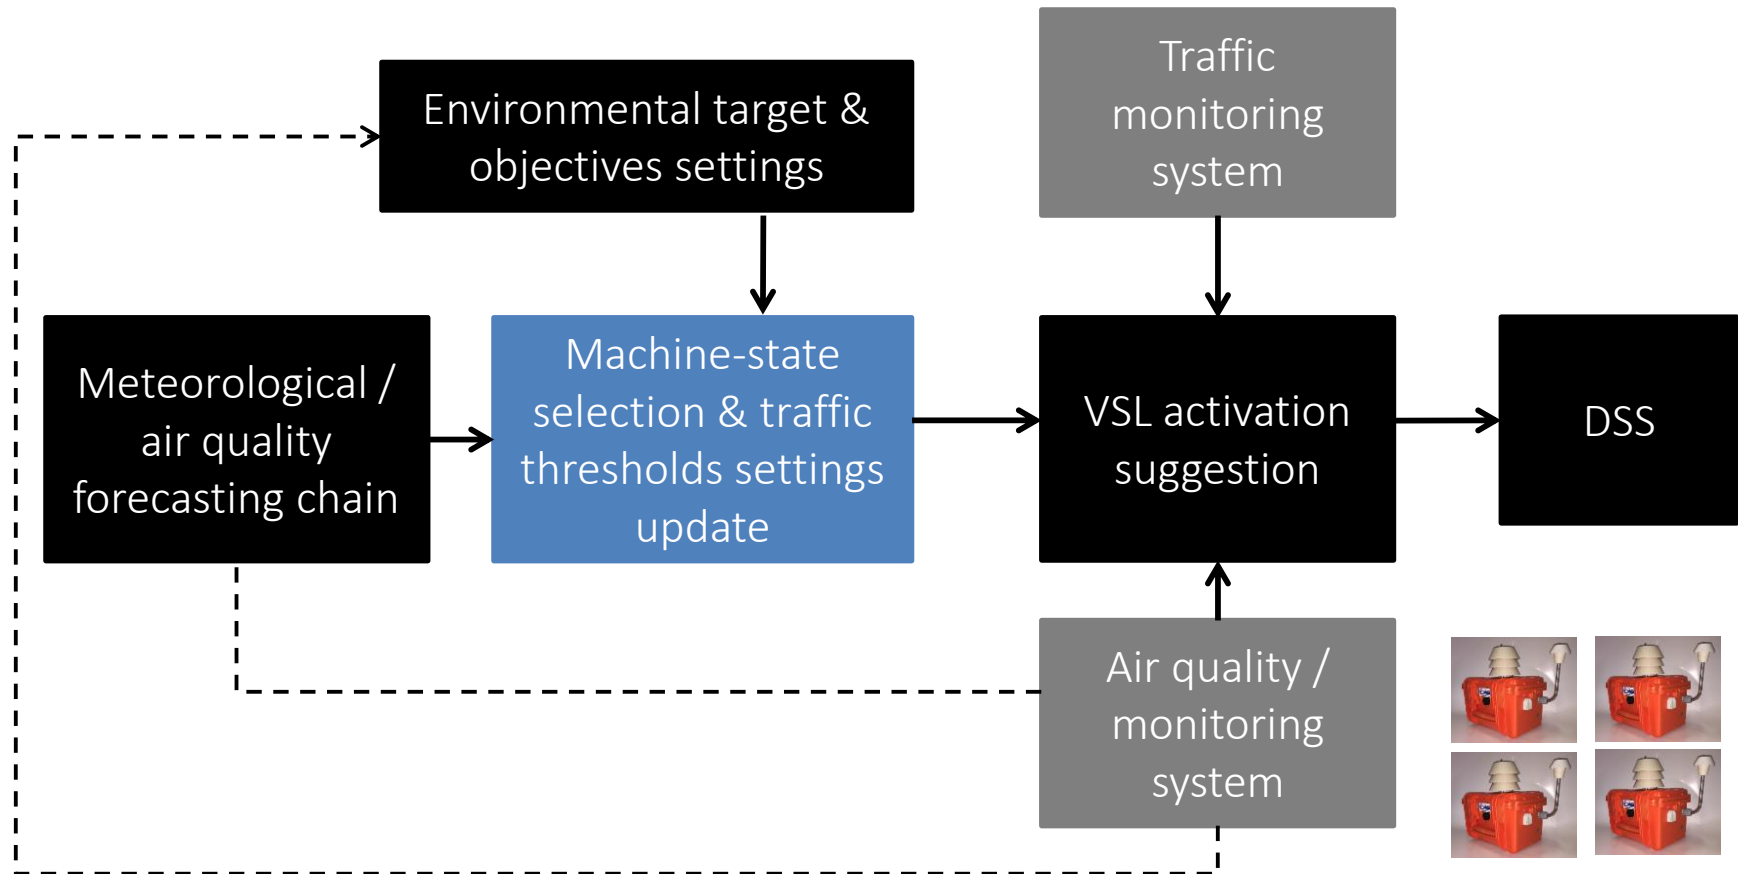 Environmental target &
objectives settings
Traffic
monitoring
system
Meteorological /
air quality
forecasting chain
Machine-state
selection & traffic
thresholds settings
update
VSL activation
suggestion
DSS
Air quality /
monitoring
system